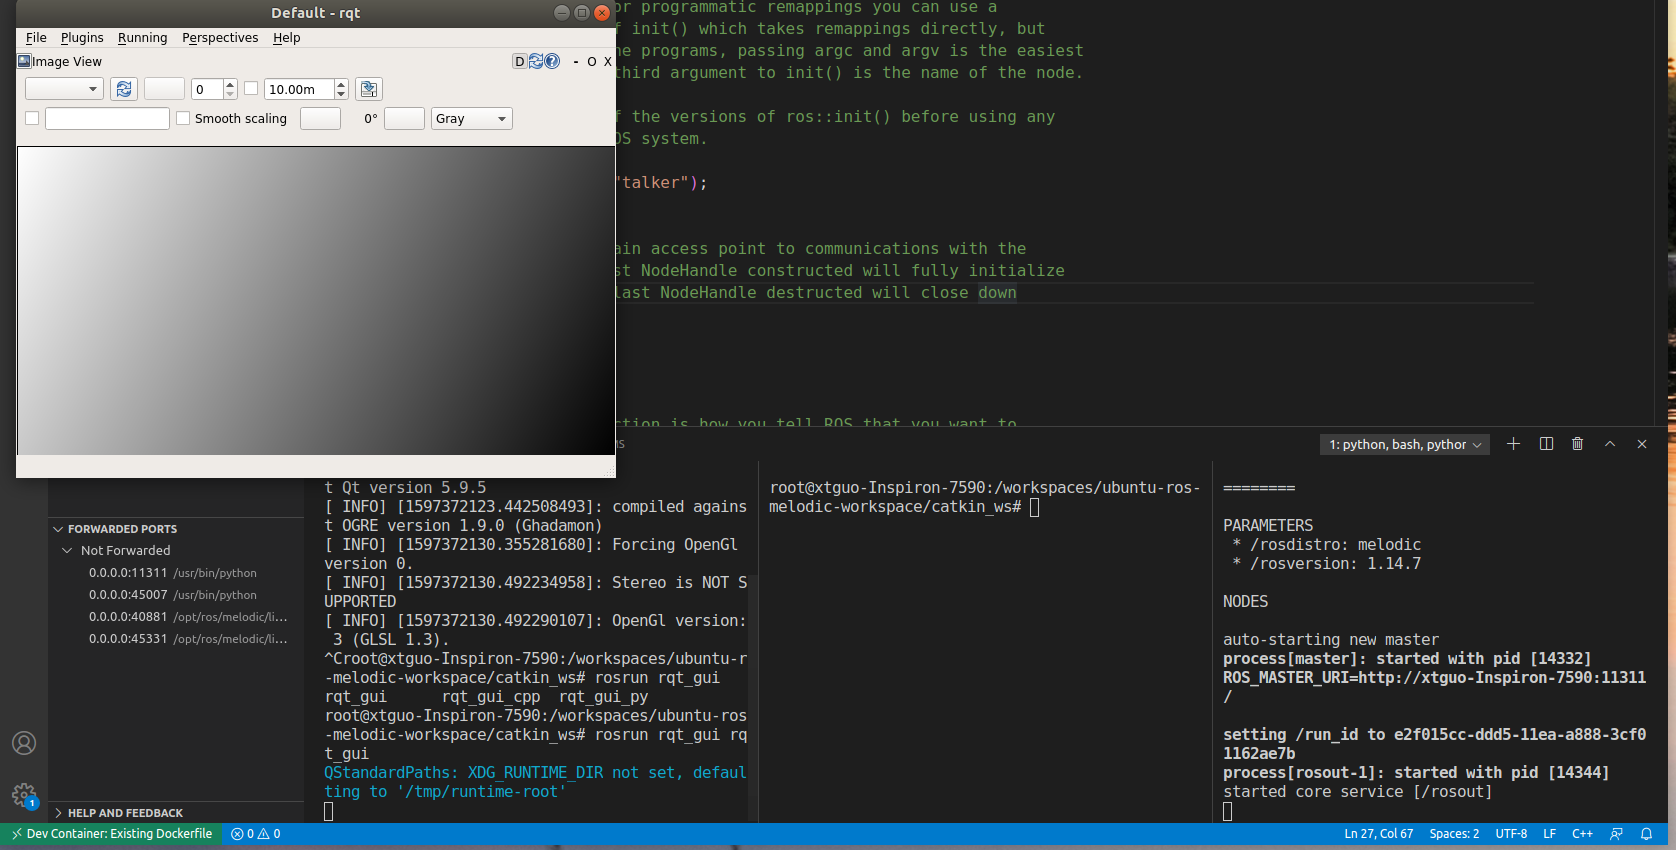 Default - rqt
File Plugins Running Perspectives Help
Image View
D
- O X
0
10.00m
Smooth scaling
0°
Gray
or programmatic remappings you can use a
f init() which takes remappings directly, but
ne programs, passing argc and argv is the easiest
third argument to init() is the name of the node.
f the versions of ros::init() before using any
OS system.
"talker");
ain access point to communications with the
st NodeHandle constructed will fully initialize
last NodeHandle destructed will close down
ction is how you tell ROS that you want to
MS
1: python, bash, python
FORWARDED PORTS
Not Forwarded
0.0.0.0:11311 /usr/bin/python
0.0.0.0:45007 /usr/bin/python
0.0.0.0:40881 /opt/ros/melodic/li...
0.0.0.0:45331 /opt/ros/melodic/li...
HELP AND FEEDBACK
1
t Qt version 5.9.5
[ INFO] [1597372123.442508493]: compiled agains
t OGRE version 1.9.0 (Ghadamon)
[ INFO] [1597372130.355281680]: Forcing OpenGl
version 0.
[ INFO] [1597372130.492234958]: Stereo is NOT S
UPPORTED
[ INFO] [1597372130.492290107]: OpenGl version:
3 (GLSL 1.3).
^Croot@xtguo-Inspiron-7590:/workspaces/ubuntu-r
-melodic-workspace/catkin_ws# rosrun rqt_gui
rqt_gui rqt_gui_cpp rqt_gui_py
root@xtguo-Inspiron-7590:/workspaces/ubuntu-ros
-melodic-workspace/catkin_ws# rosrun rqt_gui rq
t_gui
QStandardPaths: XDG_RUNTIME_DIR not set, defaul
ting to '/tmp/runtime-root'
root@xtguo-Inspiron-7590:/workspaces/ubuntu-ros-
melodic-workspace/catkin_ws#
========
PARAMETERS
* /rosdistro: melodic
* /rosversion: 1.14.7
NODES
auto-starting new master
process[master]: started with pid [14332]
ROS_MASTER_URI=http://xtguo-Inspiron-7590:11311
/
setting /run_id to e2f015cc-ddd5-11ea-a888-3cf0
1162ae7b
process[rosout-1]: started with pid [14344]
started core service [/rosout]
Dev Container: Existing Dockerfile 0 0
Ln 27, Col 67 Spaces: 2 UTF-8 LF C++